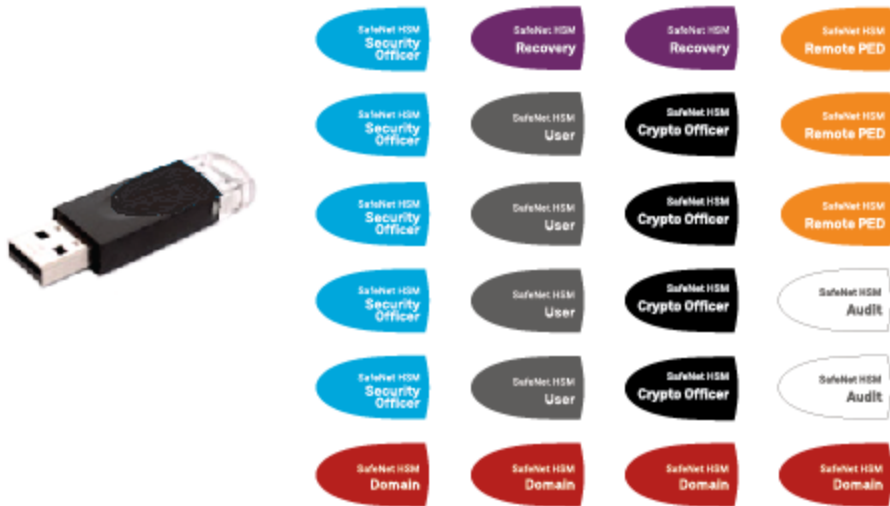 SafeNet HSM
Security
Officer
SafeNet HSM
Recovery
SafeNet HSM
Recovery
SafeNet HSM
Remote PED
SafeNet HSM
Security
Officer
SafeNet HSM
User
SafeNet HSM
Crypto Officer
SafeNet HSM
Remote PED
SafeNet HSM
Security
Officer
SafeNet HSM
User
SafeNet HSM
Crypto Officer
SafeNet HSM
Remote PED
SafeNet HSM
Security
Officer
SafeNet HSM
User
SafeNet HSM
Crypto Officer
SafeNet HSM
Audit
SafeNet HSM
Security
Officer
SafeNet HSM
User
SafeNet HSM
Crypto Officer
SafeNet HSM
Audit
SafeNet HSM
Domain
SafeNet HSM
Domain
SafeNet HSM
Domain
SafeNet HSM
Domain